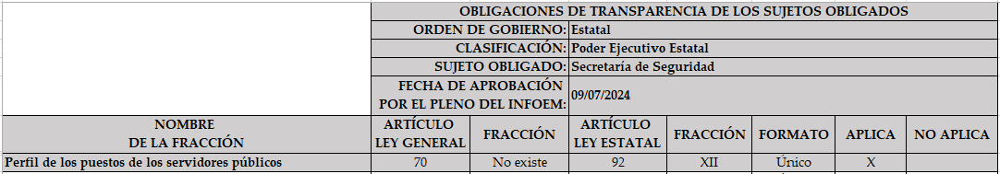 OBLIGACIONES DE TRANSPARENCIA DE LOS SUJETOS OBLIGADOS
ORDEN DE GOBIERNO: Estatal
CLASIFICACIÓN: Poder Ejecutivo Estatal
SUJETO OBLIGADO: Secretaría de Seguridad
FECHA DE APROBACIÓN
POR EL PLENO DEL INFOEM: 09/07/2024
NOMBRE
DE LA FRACCIÓN
ARTÍCULO
LEY GENERAL
FRACCIÓN
ARTÍCULO
LEY ESTATAL
FRACCIÓN
FORMATO
APLICA
NO APLICA
Perfil de los puestos de los servidores públicos 70 No existe 92 XII Único X